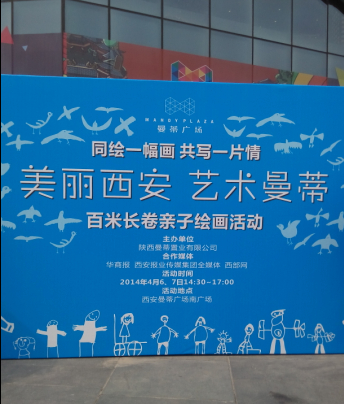 MANDY PLAZA
曼蒂广场
同绘一幅画 共写一片情
美丽西安 艺术曼蒂
百米长卷亲子绘画活动
主办单位
陕西曼蒂置业有限公司
合作媒体
华商报 西安报业传媒集团全媒体 西部网
活动时间
2014年4月6、7日14:30-17:00
活动地点
西安曼蒂广场南广场